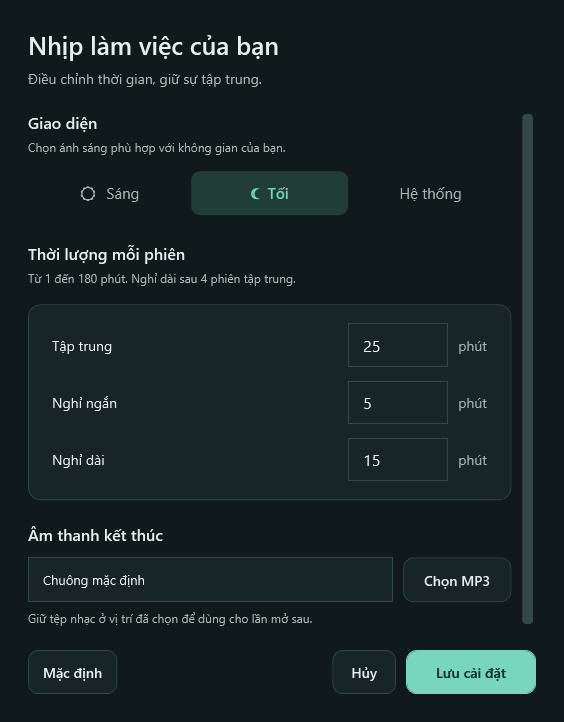 Nhịp làm việc của bạn
Điều chỉnh thời gian, giữ sự tập trung.
Giao diện
Chọn ánh sáng phù hợp với không gian của bạn.
Sáng Tối Hệ thống
Thời lượng mỗi phiên
Từ 1 đến 180 phút. Nghỉ dài sau 4 phiên tập trung.
Tập trung 25 phút
Nghỉ ngắn 5 phút
Nghỉ dài 15 phút
Âm thanh kết thúc
Chuông mặc định Chọn MP3
Giữ tệp nhạc ở vị trí đã chọn để dùng cho lần mở sau.
Mặc định Hủy Lưu cài đặt